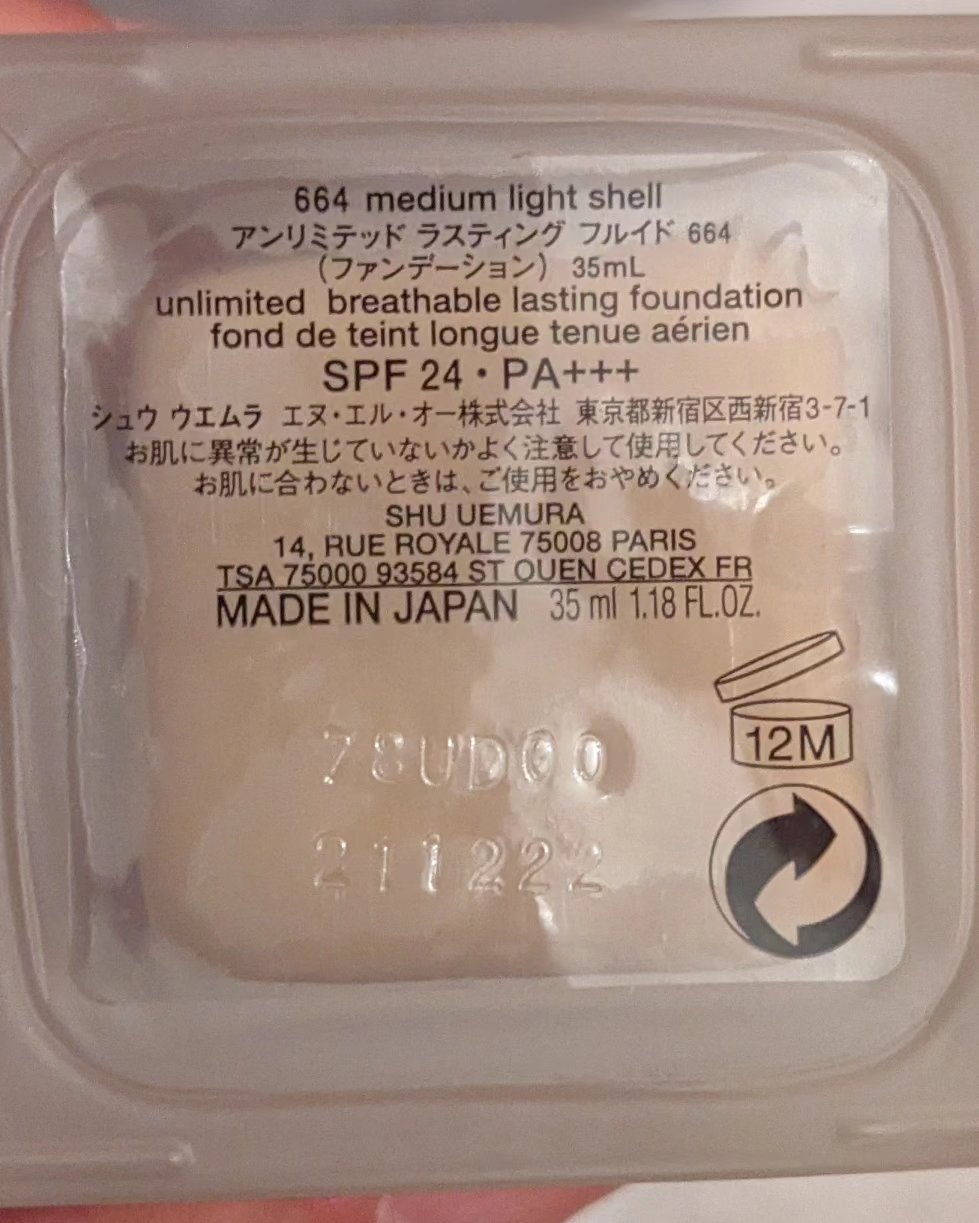 664 medium light shell
アンリミテッド ラスティング フルイド 664
（ファンデーション） 35mL
unlimited breathable lasting foundation
fond de teint longue tenue aérien
SPF 24・PA+++
シュウ ウエムラ エヌ・エル・オー株式会社 東京都新宿区西新宿3-7-1
お肌に異常が生じていないかよく注意して使用してください。
お肌に合わないときは、ご使用をおやめください。
SHU UEMURA
14, RUE ROYALE 75008 PARIS
TSA 75000 93584 ST OUEN CEDEX FR
MADE IN JAPAN 35 ml 1.18 FL.OZ.
12M
78UD00
211222